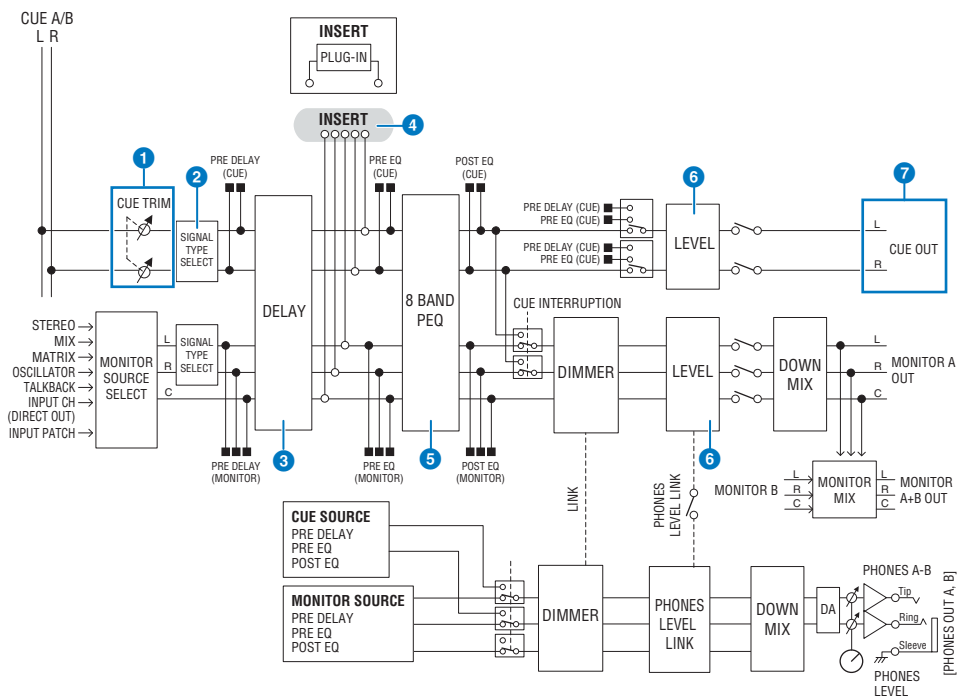 CUE A/B
L R
INSERT
PLUG-IN
INSERT
4
1
CUE TRIM
2
SIGNAL
TYPE
SELECT
PRE DELAY
(CUE)
PRE EQ
(CUE)
POST EQ
(CUE)
PRE DELAY (CUE)
PRE EQ (CUE)
PRE DELAY (CUE)
PRE EQ (CUE)
6
LEVEL
7
L
R
CUE OUT
DELAY
3
8 BAND
PEQ
5
CUE INTERRUPTION
STEREO
MIX
MATRIX
OSCILLATOR
TALKBACK
INPUT CH
(DIRECT OUT)
INPUT PATCH
MONITOR
SOURCE
SELECT
L
R
C
SIGNAL
TYPE
SELECT
PRE DELAY
(MONITOR)
PRE EQ
(MONITOR)
POST EQ
(MONITOR)
DIMMER
LEVEL
6
DOWN
MIX
L
R
C
MONITOR A
OUT
MONITOR B
L
R
C
MONITOR
MIX
L
R
C
MONITOR
A+B OUT
LINK
PHONES
LEVEL LINK
CUE SOURCE
PRE DELAY
PRE EQ
POST EQ
MONITOR SOURCE
PRE DELAY
PRE EQ
POST EQ
DIMMER
PHONES
LEVEL
LINK
DOWN
MIX
DA
PHONES A-B
Tip
Ring
Sleeve
PHONES
LEVEL
[PHONES OUT A, B]